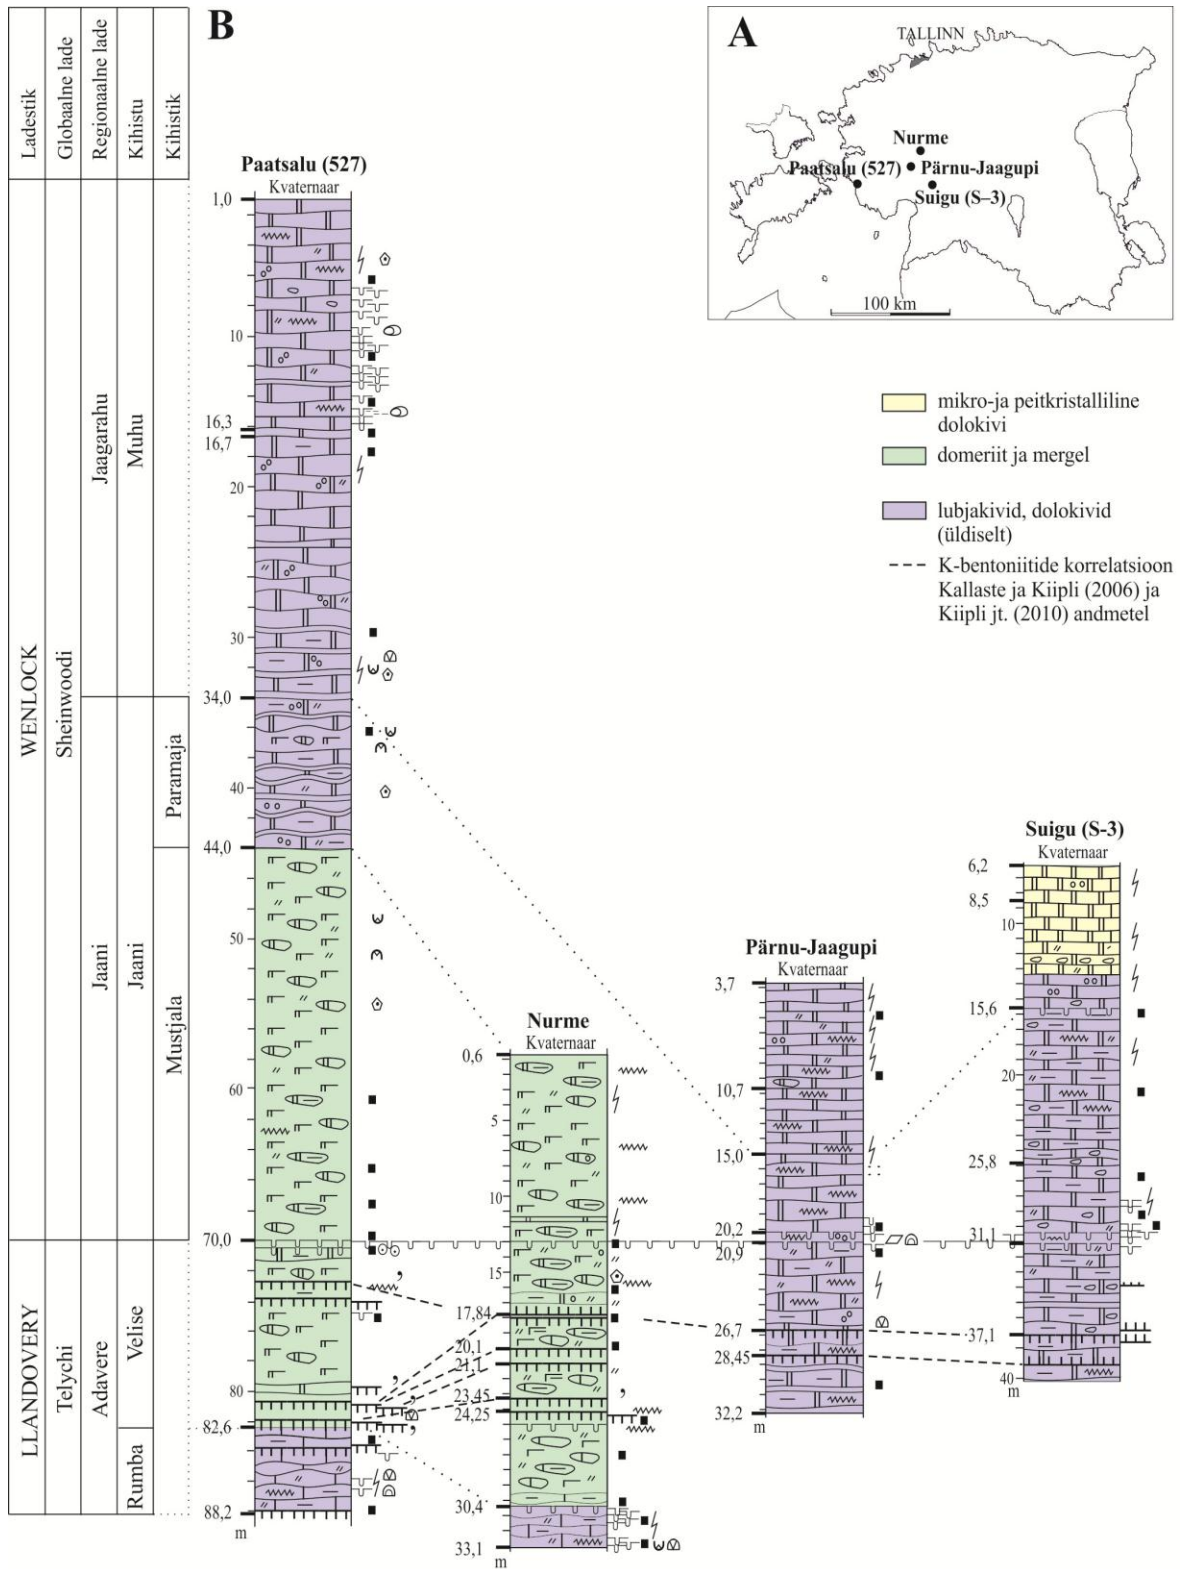 Ladestik
Globaalne lade
Regionaalne lade
Kihistu
Kihistik
B
A
TALLINN
Nurme
Paatsalu (527)
Pärnu-Jaagupi
Suigu (S–3)
100 km
mikro-ja peitkristalliline
dolokivi
domeriit ja mergel
lubjakivid, dolokivid
(üldiselt)
K-bentoniitide korrelatsioon
Kallaste ja Kiipli (2006) ja
Kiipli jt. (2010) andmetel
WENLOCK
LLANDOVERY
Sheinwoodi
Telychi
Jaagarahu
Jaani
Adavere
Muhu
Jaani
Velise
Rumba
Paramaja
Mustjala
Paatsalu (527)
Kvaternaar
1,0
10
16,3
16,7
20
30
34,0
40
44,0
50
60
70,0
80
82,6
88,2
m
Nurme
Kvaternaar
0,6
5
10
15
17,84
20,1
21,1
23,45
24,25
30,4
33,1
m
Pärnu-Jaagupi
Kvaternaar
3,7
10,7
15,0
20,2
20,9
26,7
28,45
32,2
m
Suigu (S-3)
Kvaternaar
6,2
8,5
10
15,6
20
25,8
31,1
37,1
40
m